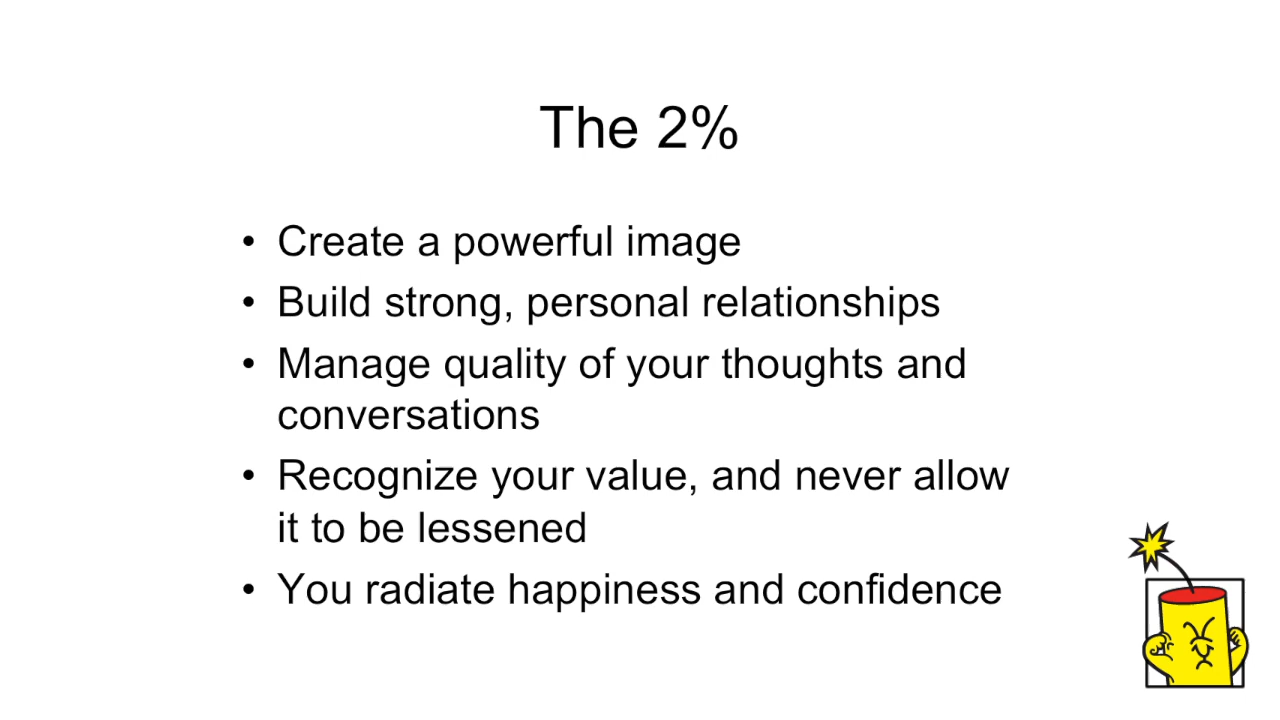 The 2%
• Create a powerful image
• Build strong, personal relationships
• Manage quality of your thoughts and
conversations
• Recognize your value, and never allow
it to be lessened
• You radiate happiness and confidence